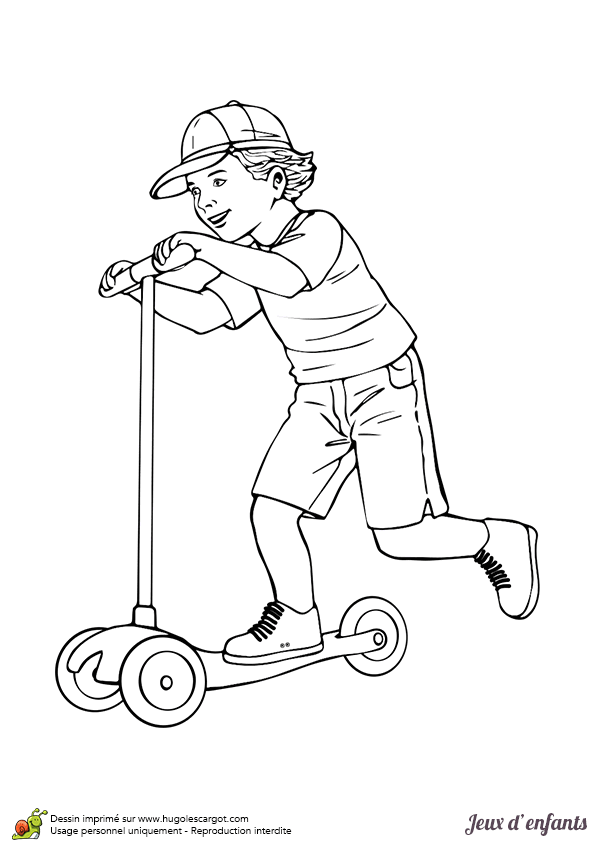 Dessin imprimé sur www.hugolescargot.com
Usage personnel uniquement - Reproduction interdite
Jeux d'enfants